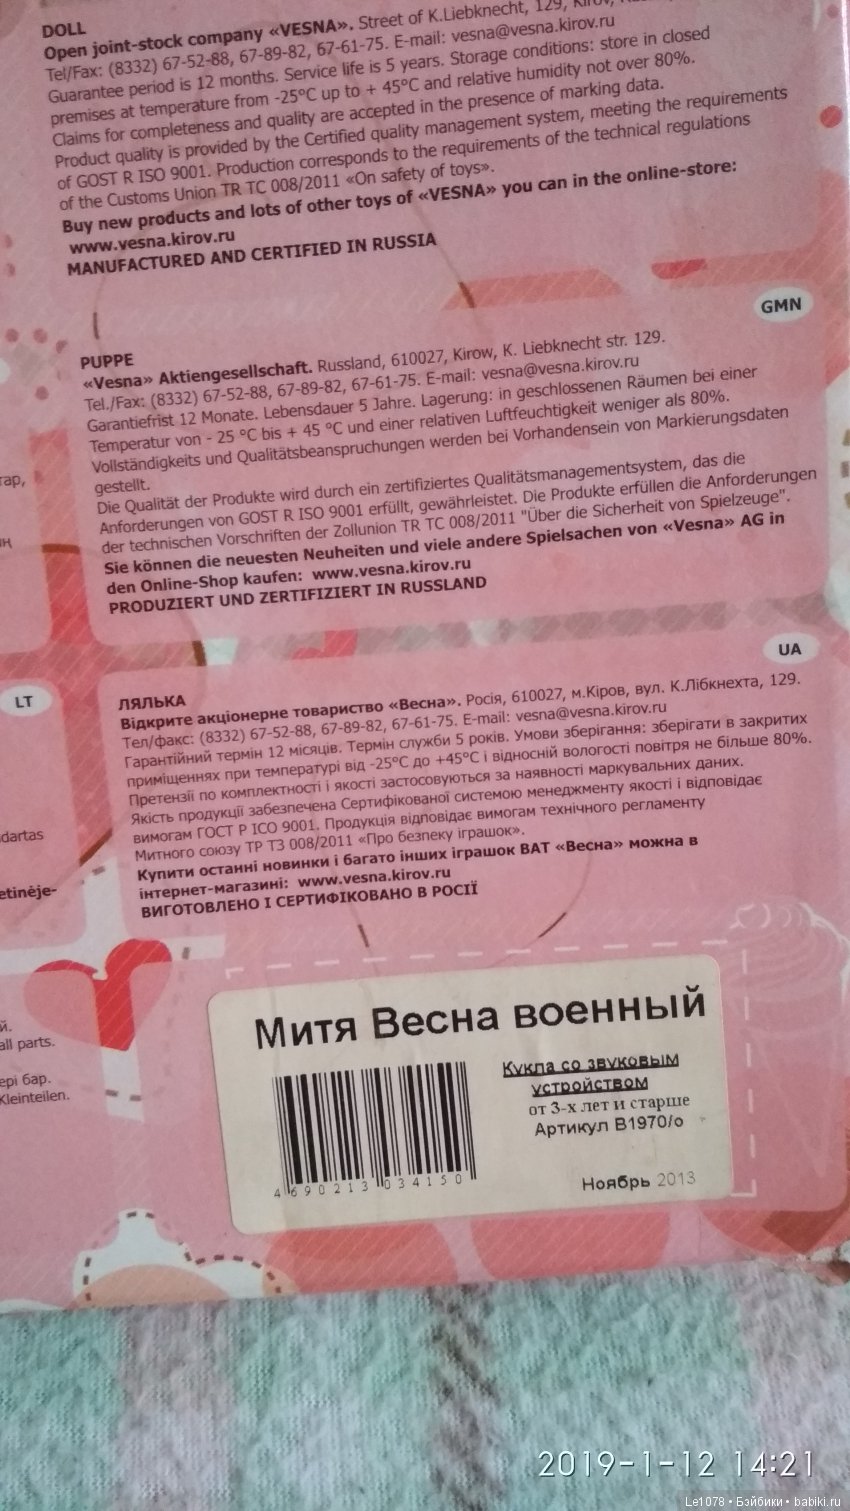 DOLL
Open joint-stock company «VESNA». Street of K.Liebknecht, 129,
Tel/Fax: (8332) 67-52-88, 67-89-82, 67-61-75. E-mail: vesna@vesna.kirov.ru
Guarantee period is 12 months. Service life is 5 years. Storage conditions: store in closed
premises at temperature from -25°C up to + 45°C and relative humidity not over 80%.
Claims for completeness and quality are accepted in the presence of marking data.
Product quality is provided by the Certified quality management system, meeting the requirements
of GOST R ISO 9001. Production corresponds to the requirements of the technical regulations
of the Customs Union TR TC 008/2011 «On safety of toys».
Buy new products and lots of other toys of «VESNA» you can in the online-store:
www.vesna.kirov.ru
MANUFACTURED AND CERTIFIED IN RUSSIA
GMN
PUPPE
«Vesna» Aktiengesellschaft. Russland, 610027, Kirow, K. Liebknecht str. 129.
Tel./Fax: (8332) 67-52-88, 67-89-82, 67-61-75. E-mail: vesna@vesna.kirov.ru
Garantiefrist 12 Monate. Lebensdauer 5 Jahre. Lagerung: in geschlossenen Räumen bei einer
Temperatur von - 25 °C bis + 45 °C und einer relativen Luftfeuchtigkeit weniger als 80%.
Vollständigkeits und Qualitätsbeanspruchungen werden bei Vorhandensein von Markierungsdaten
gestellt.
Die Qualität der Produkte wird durch ein zertifiziertes Qualitätsmanagementsystem, das die
Anforderungen von GOST R ISO 9001 erfüllt, gewährleistet. Die Produkte erfüllen die Anforderungen
der technischen Vorschriften der Zollunion TR TC 008/2011 "Über die Sicherheit von Spielzeuge".
Sie können die neuesten Neuheiten und viele andere Spielsachen von «Vesna» AG in
den Online-Shop kaufen: www.vesna.kirov.ru
PRODUZIERT UND ZERTIFIZIERT IN RUSSLAND
UA
ЛЯЛЬКА
Відкрите акціонерне товариство «Весна». Росія, 610027, м.Кіров, вул. К.Лібкнехта, 129.
Тел/факс: (8332) 67-52-88, 67-89-82, 67-61-75. E-mail: vesna@vesna.kirov.ru
Гарантійний термін 12 місяців. Термін служби 5 років. Умови зберігання: зберігати в закритих
приміщеннях при температурі від -25°C до +45°C і відносній вологості повітря не більше 80%.
Претензії по комплектності і якості застосовуються за наявності маркувальних даних.
Якість продукції забезпечена Сертифікованої системою менеджменту якості і відповідає
вимогам ГОСТ Р ІСО 9001. Продукція відповідає вимогам технічного регламенту
Митного союзу ТР ТЗ 008/2011 «Про безпеку іграшок».
Купити останні новинки і багато інших іграшок ВАТ «Весна» можна в
інтернет-магазині: www.vesna.kirov.ru
ВИГОТОВЛЕНО І СЕРТИФІКОВАНО В РОСІЇ
LT
dartas
etinėje-
all parts.
ері бар.
Kleinteilen.
Митя Весна военный
Кукла со звуковым
устройством
от 3-х лет и старше
Артикул В1970/о
4 690213 034150
Ноябрь 2013
2019-1-12 14:21
Le1078 • Бэйбики • babiki.ru